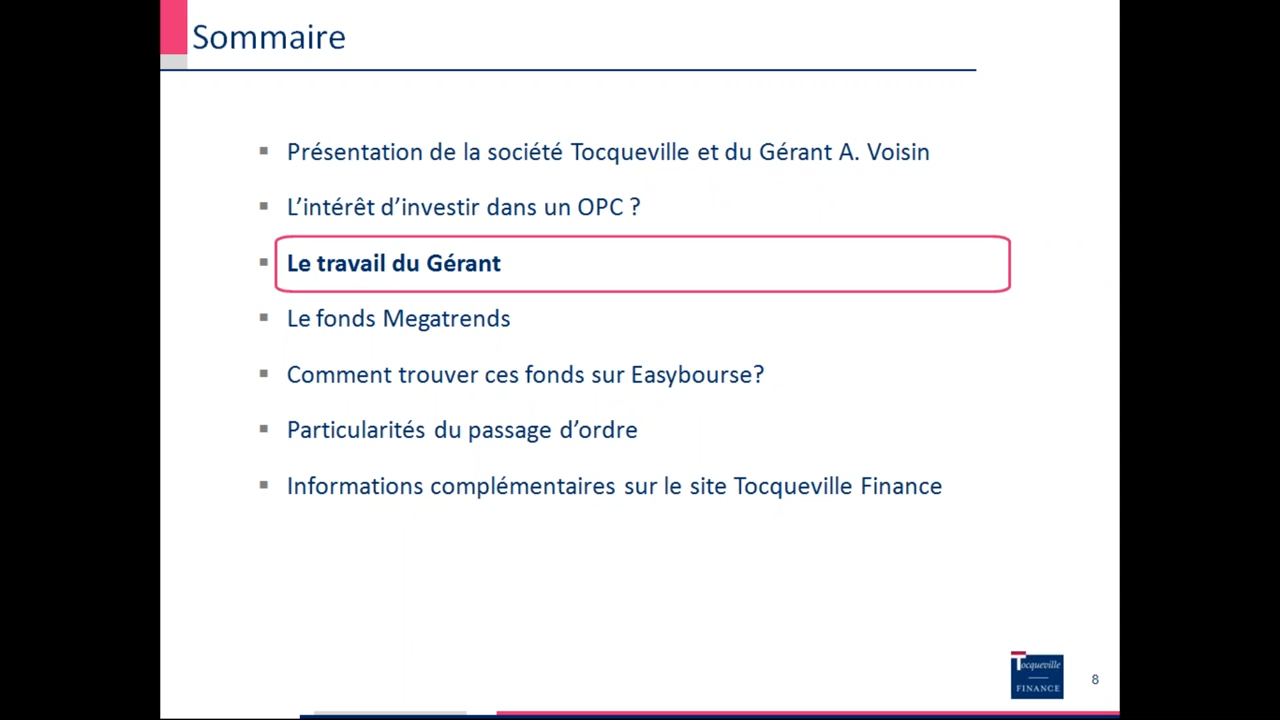 Sommaire
Présentation de la société Tocqueville et du Gérant A. Voisin
L’intérêt d’investir dans un OPC ?
Le travail du Gérant
Le fonds Megatrends
Comment trouver ces fonds sur Easybourse?
Particularités du passage d’ordre
Informations complémentaires sur le site Tocqueville Finance
Tocqueville
FINANCE
8